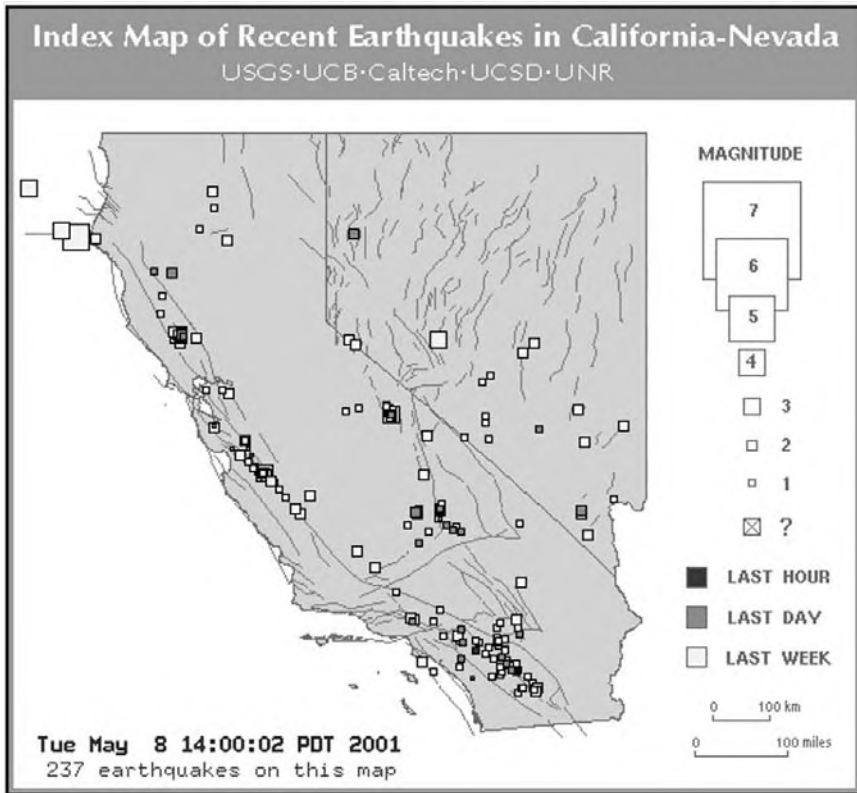 Index Map of Recent Earthquakes in California-Nevada
USGS·UCB·Caltech·UCSD·UNR
MAGNITUDE
7
6
5
4
3
2
1
?
LAST HOUR
LAST DAY
LAST WEEK
0 100 km
0 100 miles
Tue May 8 14:00:02 PDT 2001
237 earthquakes on this map